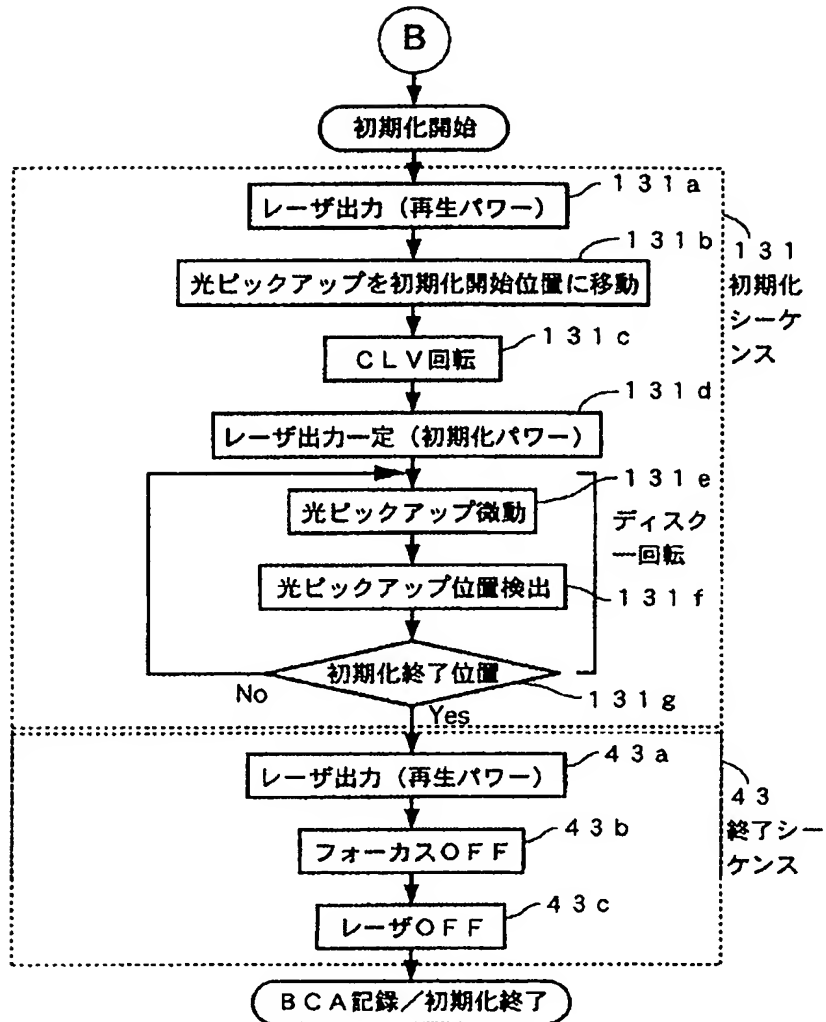 B
初期化開始
131a
レーザ出力（再生パワー）
131b
光ピックアップを初期化開始位置に移動
131
初期化
シーケ
ンス
131c
CLV回転
131d
レーザ出力一定（初期化パワー）
131e
光ピックアップ微動
ディスク
一回転
光ピックアップ位置検出
131f
初期化終了位置
No
131g
Yes
43a
レーザ出力（再生パワー）
43
終了シー
ケンス
43b
フォーカスOFF
43c
レーザOFF
BCA記録／初期化終了